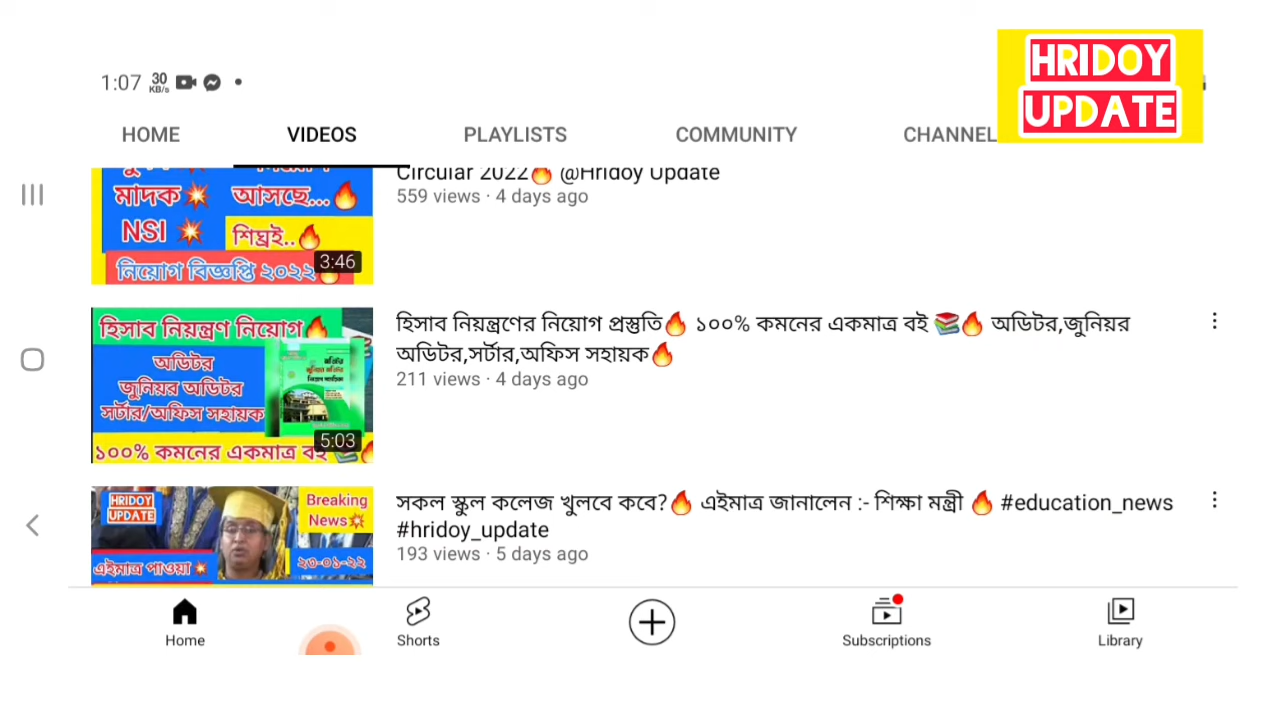 HRIDOY
UPDATE
1:07 30 KB/s
HOME VIDEOS PLAYLISTS COMMUNITY CHANNEL
Circular 2022🔥 @Hridoy Update
559 views · 4 days ago
মাদক💥 আসছে...🔥
NSI 💥 শিঘ্রই..🔥
3:46
নিয়োগ বিজ্ঞপ্তি ২০২২🔥
হিসাব নিয়ন্ত্রণ নিয়োগ🔥
অডিটর
জুনিয়র অডিটর
সর্টার/অফিস সহায়ক
5:03
১০০% কমনের একমাত্র বই 📚🔥
হিসাব নিয়ন্ত্রণের নিয়োগ প্রস্তুতি🔥 ১০০% কমনের একমাত্র বই 📚🔥 অডিটর,জুনিয়র
অডিটর,সর্টার,অফিস সহায়ক🔥
211 views · 4 days ago
HRIDOY
UPDATE
Breaking
News💥
এইমাত্র পাওয়া 💥 ২৩-০১-২২
সকল স্কুল কলেজ খুলবে কবে?🔥 এইমাত্র জানালেন :- শিক্ষা মন্ত্রী 🔥 #education_news
#hridoy_update
193 views · 5 days ago
Home Shorts Subscriptions Library